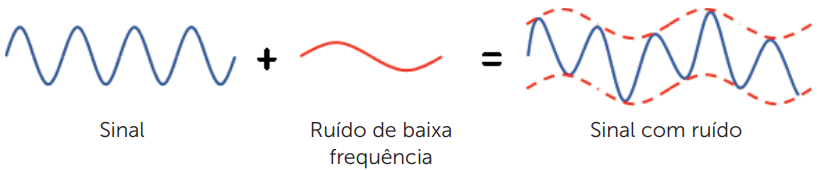 +
=
Sinal
Ruído de baixa
frequência
Sinal com ruído